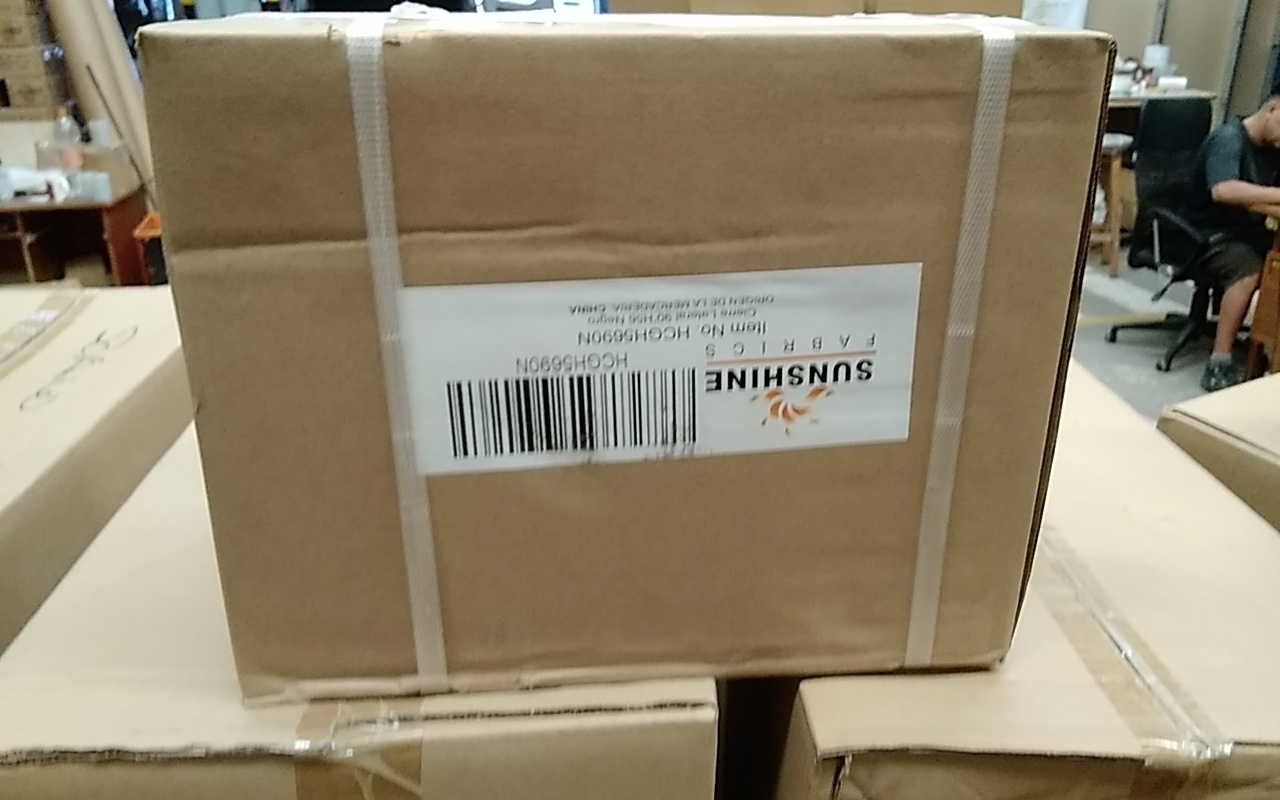 SUNSHINE
FABRICS
HCGH5690N
Item No. HCGH5690N
Cierre Lateral 90"H56 Negro
ORIGEN DE LA MERCADERIA: CHINA